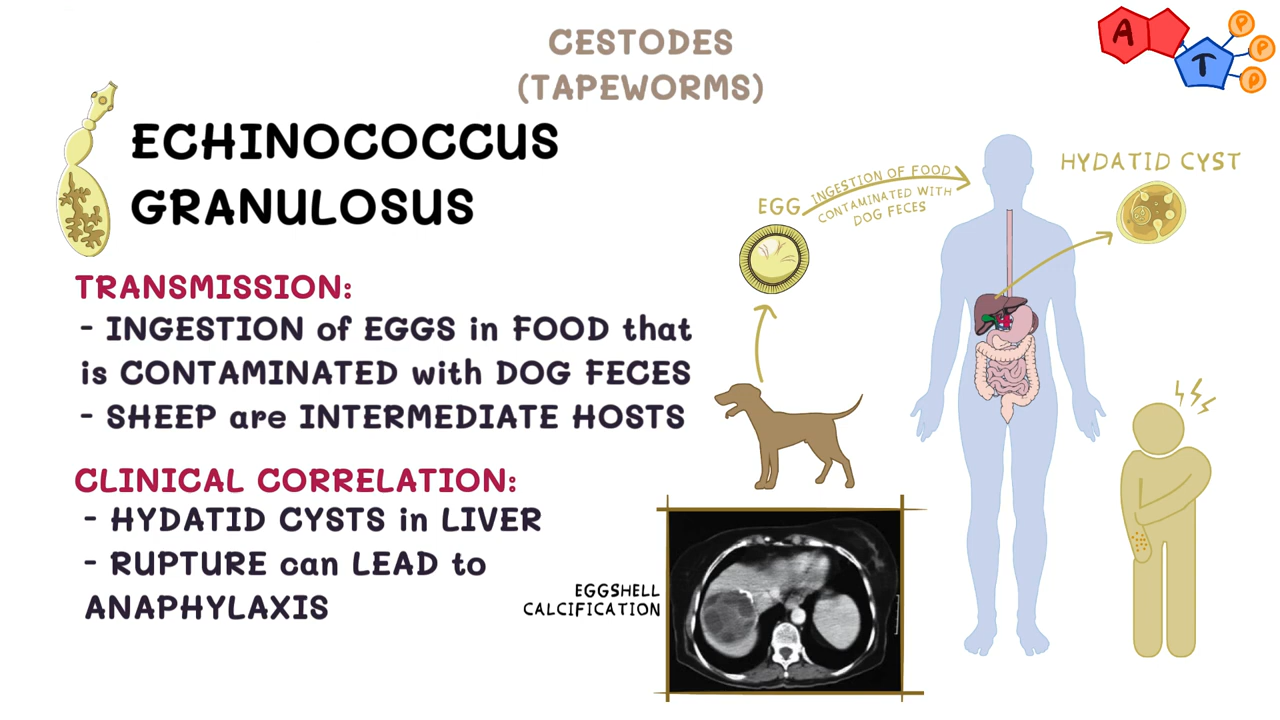 CESTODES
(TAPEWORMS)
A
T
P
P
P
ECHINOCOCCUS
GRANULOSUS
TRANSMISSION:
- INGESTION of EGGS in FOOD that
is CONTAMINATED with DOG FECES
- SHEEP are INTERMEDIATE HOSTS
CLINICAL CORRELATION:
- HYDATID CYSTS in LIVER
- RUPTURE can LEAD to
ANAPHYLAXIS
EGG
INGESTION OF FOOD
CONTAMINATED WITH
DOG FECES
HYDATID CYST
EGGSHELL
CALCIFICATION